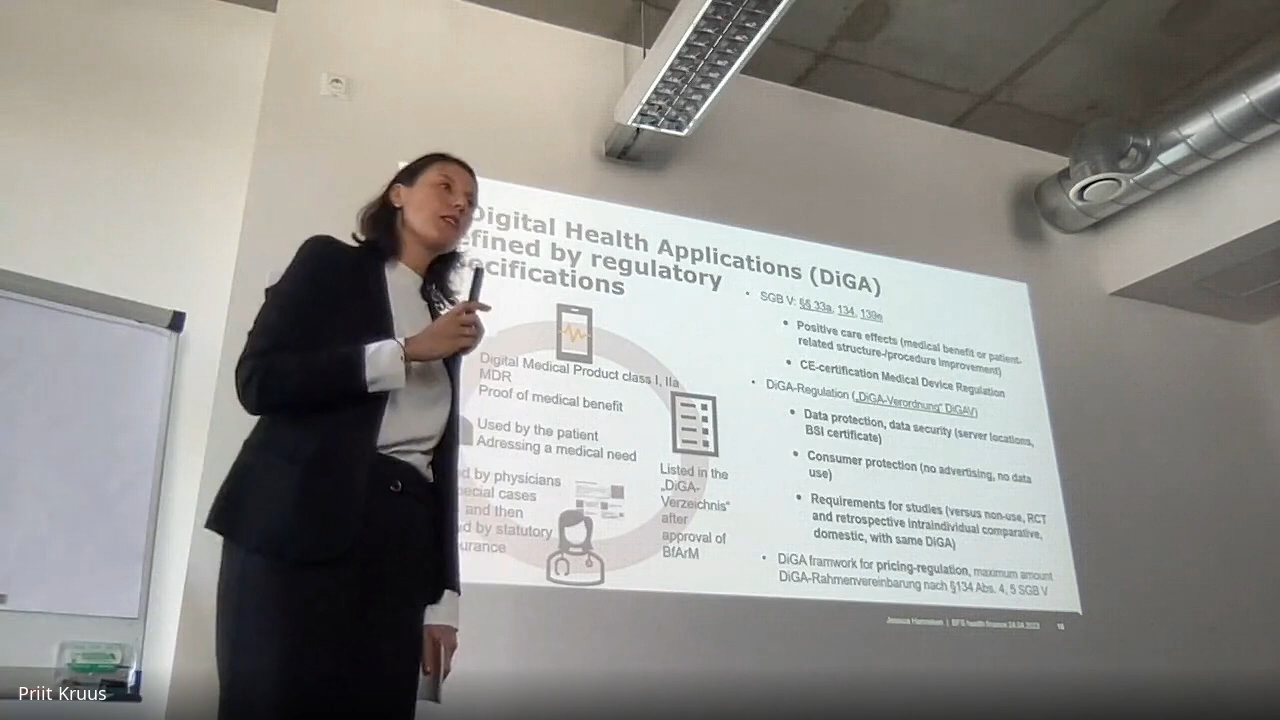 Digital Health Applications (DiGA)
efined by regulatory
ecifications
Digital Medical Product class I, IIa
MDR
Proof of medical benefit
Used by the patient
Adressing a medical need
d by physicians
ecial cases
and then
d by statutory
urance
Listed in the
„DiGA-
Verzeichnis“
after
approval of
BfArM
• SGB V: §§ 33a, 134, 139e
• Positive care effects (medical benefit or patient-
related structure-/procedure improvement)
• CE-certification Medical Device Regulation
• DiGA-Regulation („DiGA-Verordnung“ DiGAV)
• Data protection, data security (server locations,
BSI certificate)
• Consumer protection (no advertising, no data
use)
• Requirements for studies (versus non-use, RCT
and retrospective intraindividual comparative,
domestic, with same DiGA)
• DiGA framwork for pricing-regulation, maximum amount
DiGA-Rahmenvereinbarung nach §134 Abs. 4, 5 SGB V
health finance 24.04.2023
Priit Kruus